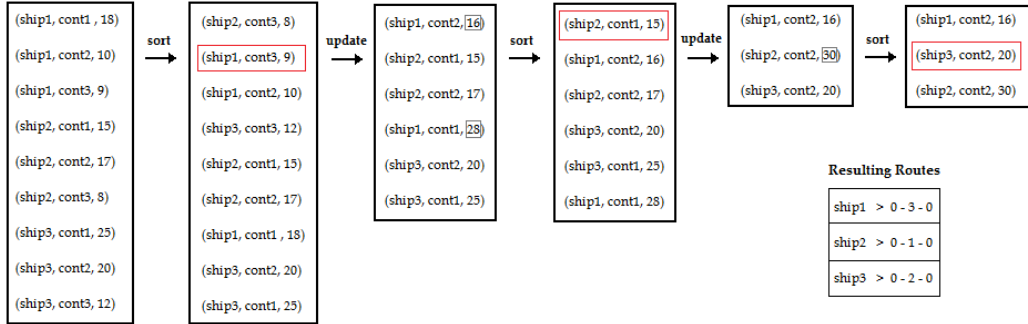 (ship1, cont1 , 18)
(ship1, cont2, 10)
(ship1, cont3, 9)
(ship2, cont1, 15)
(ship2, cont2, 17)
(ship2, cont3, 8)
(ship3, cont1, 25)
(ship3, cont2, 20)
(ship3, cont3, 12)
sort
(ship2, cont3, 8)
(ship1, cont3, 9)
(ship1, cont2, 10)
(ship3, cont3, 12)
(ship2, cont1, 15)
(ship2, cont2, 17)
(ship1, cont1 , 18)
(ship3, cont2, 20)
(ship3, cont1, 25)
update
(ship1, cont2, 16)
(ship2, cont1, 15)
(ship2, cont2, 17)
(ship1, cont1, 28)
(ship3, cont2, 20)
(ship3, cont1, 25)
sort
(ship2, cont1, 15)
(ship1, cont2, 16)
(ship2, cont2, 17)
(ship3, cont2, 20)
(ship3, cont1, 25)
(ship1, cont1, 28)
update
(ship1, cont2, 16)
(ship2, cont2, 30)
(ship3, cont2, 20)
sort
(ship1, cont2, 16)
(ship3, cont2, 20)
(ship2, cont2, 30)
Resulting Routes
ship1 > 0 - 3 - 0
ship2 > 0 - 1 - 0
ship3 > 0 - 2 - 0